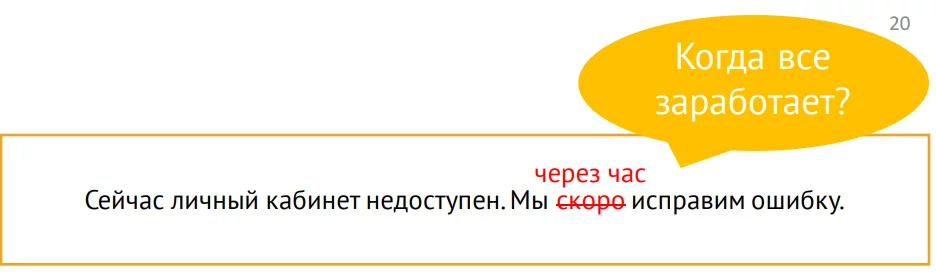 20
Когда все
заработает?
через час
Сейчас личный кабинет недоступен. Мы скоро исправим ошибку.